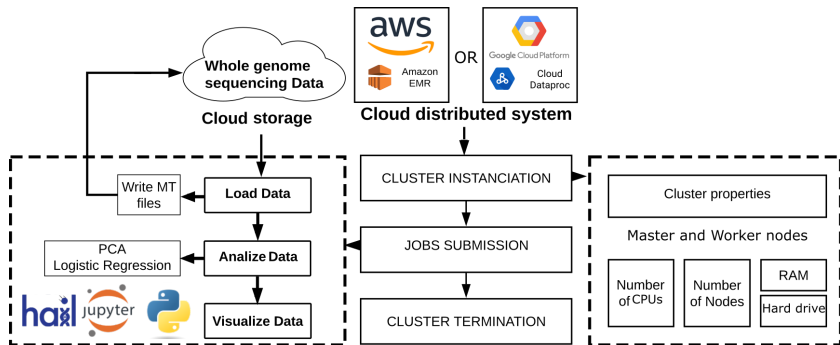 Whole genome
sequencing Data
Cloud storage
aws
Amazon
EMR
OR
Google Cloud Platform
Cloud
Dataproc
Cloud distributed system
Write MT
files
Load Data
PCA
Logistic Regression
Analize Data
Visualize Data
hail
jupyter
CLUSTER INSTANCIATION
JOBS SUBMISSION
CLUSTER TERMINATION
Cluster properties
Master and Worker nodes
Number
of CPUs
Number
of Nodes
RAM
Hard drive